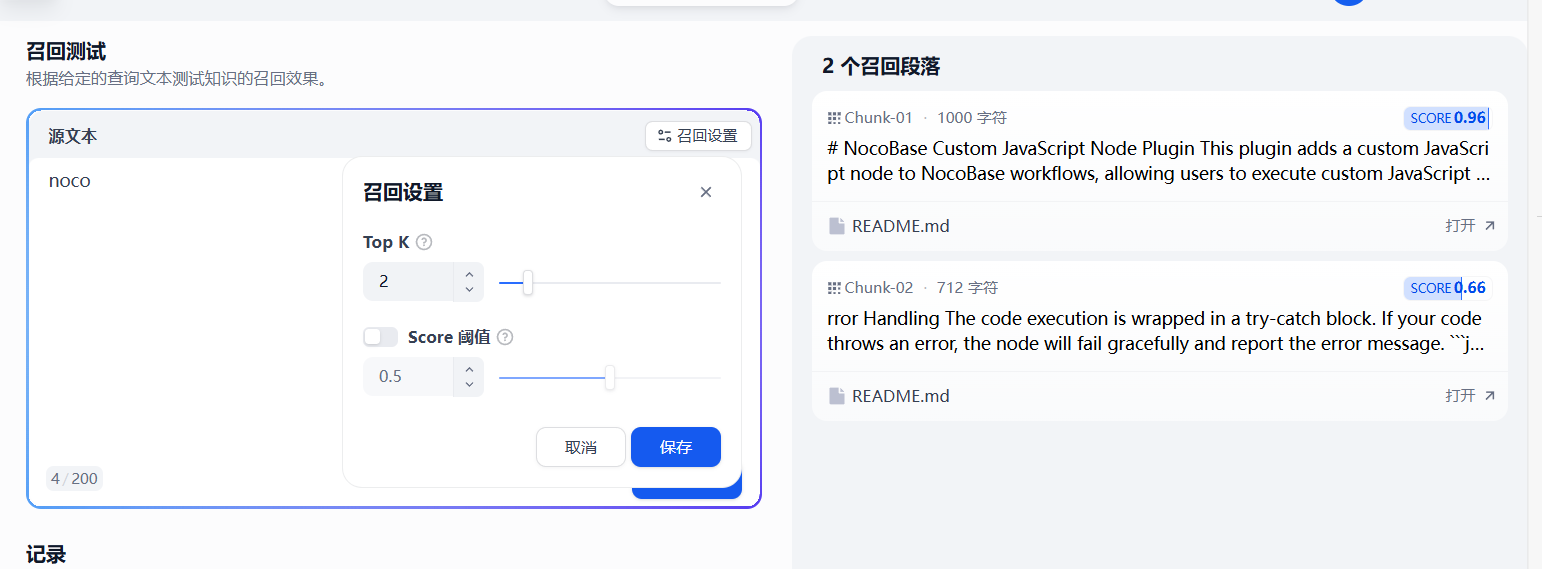 召回测试
根据给定的查询文本测试知识的召回效果。
源文本
召回设置
noco
召回设置
Top K
2
Score 阈值
0.5
取消
保存
4 / 200
记录
2 个召回段落
Chunk-01 · 1000 字符
SCORE 0.96
# NocoBase Custom JavaScript Node Plugin This plugin adds a custom JavaScri
pt node to NocoBase workflows, allowing users to execute custom JavaScript ...
README.md
打开
Chunk-02 · 712 字符
SCORE 0.66
rror Handling The code execution is wrapped in a try-catch block. If your code
throws an error, the node will fail gracefully and report the error message. ```j...
README.md
打开